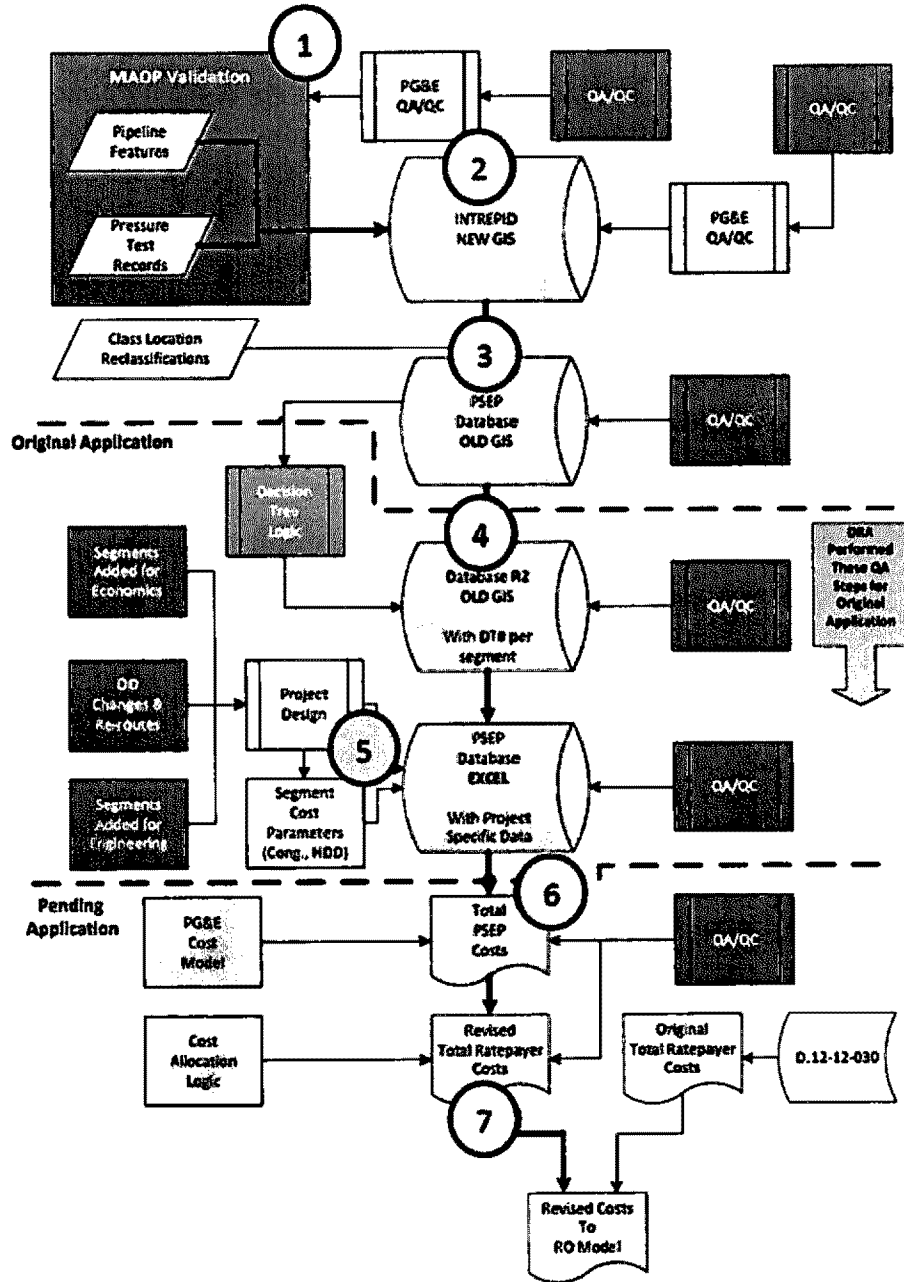 1
MAOP Validation
Pipeline
Features
Pressure
Test
Records
PG&E
QA/QC
QA/QC
QA/QC
2
INTREPID
NEW GIS
PG&E
QA/QC
Class Location
Reclassifications
3
PSEP
Database
OLD GIS
QA/QC
Original Application
Decision
Tree
Logic
4
Database R2
OLD GIS
With DT# per
segment
QA/QC
DRA
Performed
These QA
Steps for
Original
Application
Segments
Added for
Economics
Changes &
Re-routes
Segments
Added for
Engineering
Project
Design
5
Segment
Cost
Parameters
(Cong., HDD)
PSEP
Database
EXCEL
With Project
Specific Data
QA/QC
Pending
Application
6
PG&E
Cost
Model
Total
PSEP
Costs
QA/QC
Cost
Allocation
Logic
Revised
Total Ratepayer
Costs
Original
Total Ratepayer
Costs
D.12-12-030
7
Revised Costs
To
RO Model